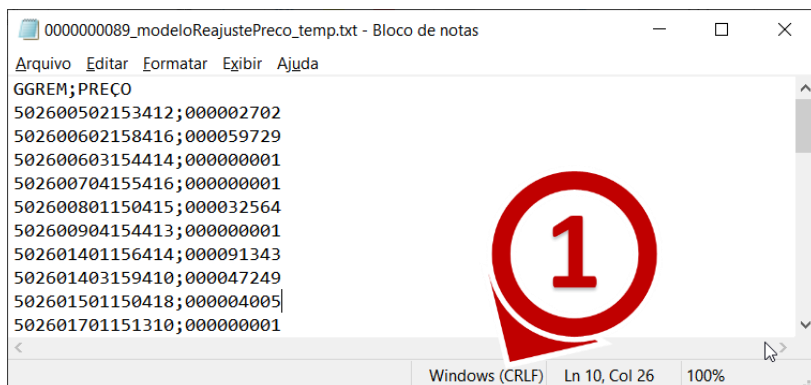 0000000089_modeloReajustePreco_temp.txt - Bloco de notas
Arquivo Editar Formatar Exibir Ajuda
GGREM;PREÇO
502600502153412;000002702
502600602158416;000059729
502600603154414;000000001
502600704155416;000000001
502600801150415;000032564
502600904154413;000000001
502601401156414;000091343
502601403159410;000047249
502601501150418;000004005
502601701151310;000000001
1
Windows (CRLF) Ln 10, Col 26 100%